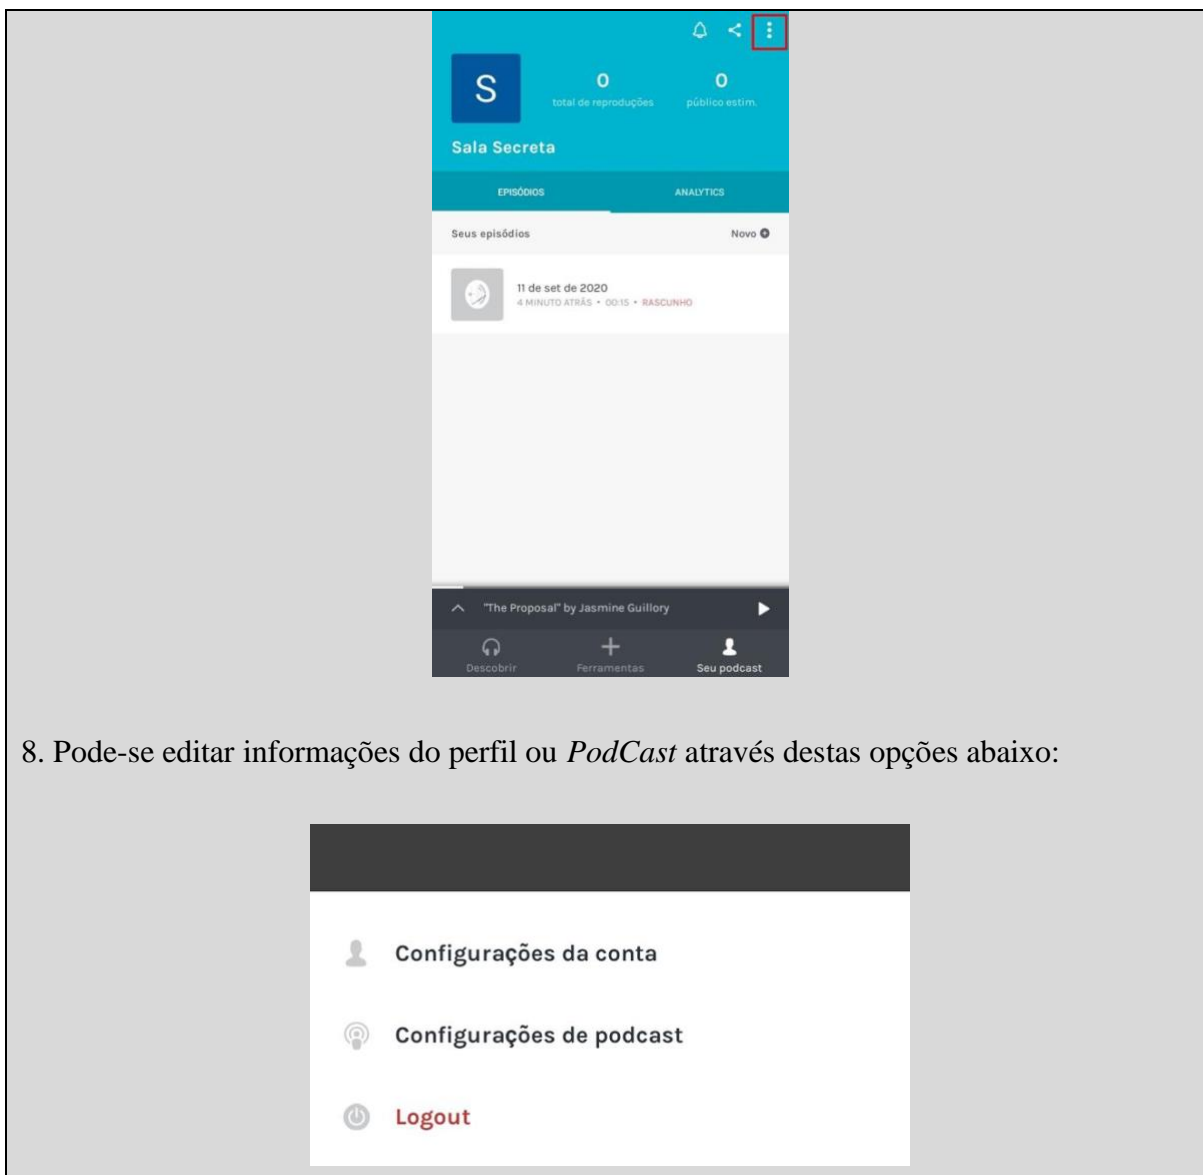 S
0
0
total de reproduções
público estim.
Sala Secreta
EPISÓDIOS
ANALYTICS
Seus episódios
Novo
11 de set de 2020
4 MINUTO ATRÁS • 00:15 • RASCUNHO
"The Proposal" by Jasmine Guillory
Descobrir
Ferramentas
Seu podcast
8. Pode-se editar informações do perfil ou PodCast através destas opções abaixo:
Configurações da conta
Configurações de podcast
Logout